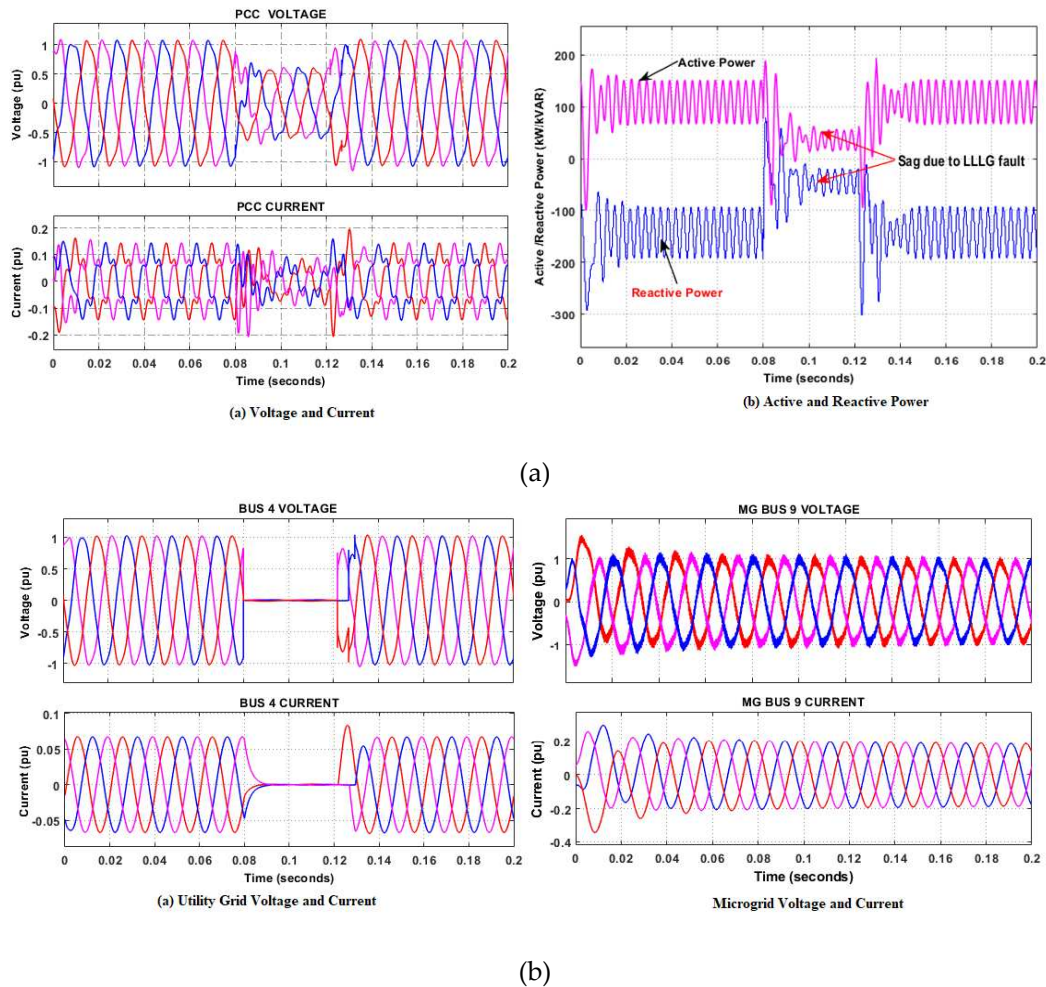 PCC VOLTAGE
Voltage (pu)
1
0.5
0
-0.5
-1
PCC CURRENT
Current (pu)
0.2
0.1
0
-0.1
-0.2
0 0.02 0.04 0.06 0.08 0.1 0.12 0.14 0.16 0.18 0.2
Time (seconds)
(a) Voltage and Current
Active /Reactive Power (kW/kVAR)
200
100
0
-100
-200
-300
Active Power
Sag due to LLLG fault
Reactive Power
0 0.02 0.04 0.06 0.08 0.1 0.12 0.14 0.16 0.18 0.2
Time (seconds)
(b) Active and Reactive Power
(a)
BUS 4 VOLTAGE
Voltage (pu)
1
0.5
0
-0.5
-1
BUS 4 CURRENT
Current (pu)
0.1
0.05
0
-0.05
0 0.02 0.04 0.06 0.08 0.1 0.12 0.14 0.16 0.18 0.2
Time (seconds)
(a) Utility Grid Voltage and Current
MG BUS 9 VOLTAGE
Voltage (pu)
1
0
-1
MG BUS 9 CURRENT
Current (pu)
0.2
0
-0.2
-0.4
0 0.02 0.04 0.06 0.08 0.1 0.12 0.14 0.16 0.18 0.2
Time (seconds)
Microgrid Voltage and Current
(b)